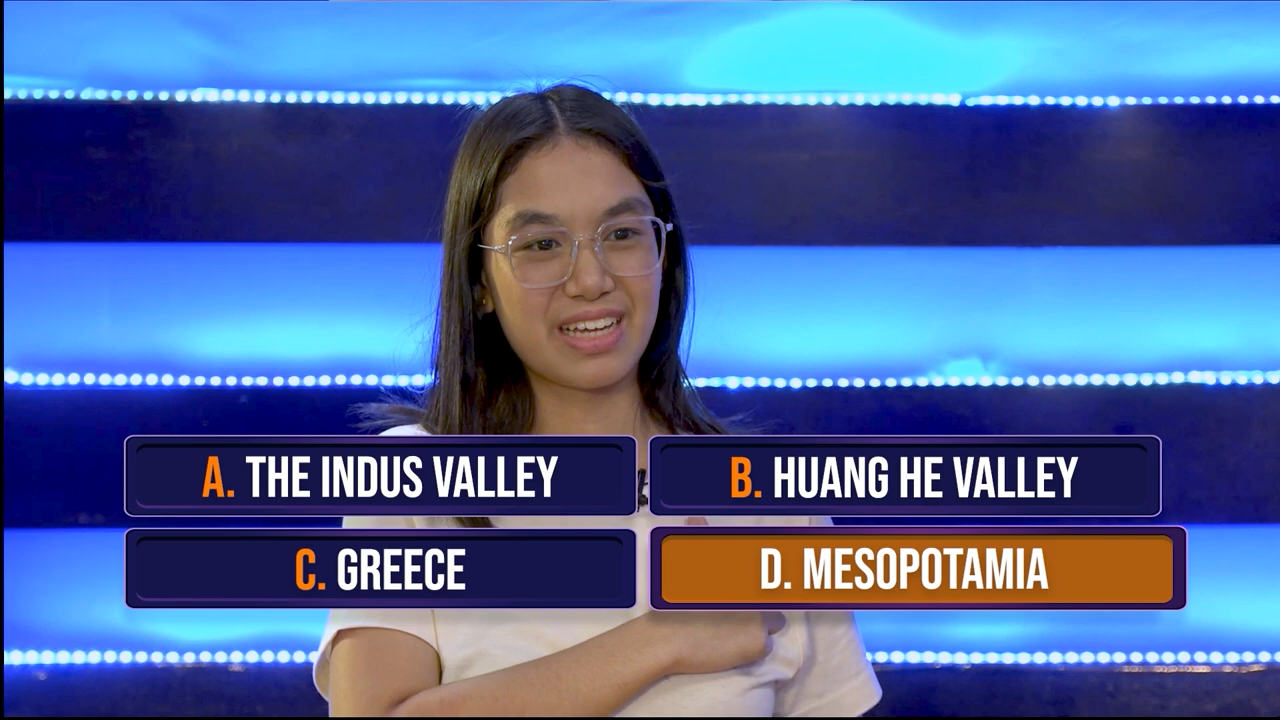 A. THE INDUS VALLEY
B. HUANG HE VALLEY
C. GREECE
D. MESOPOTAMIA